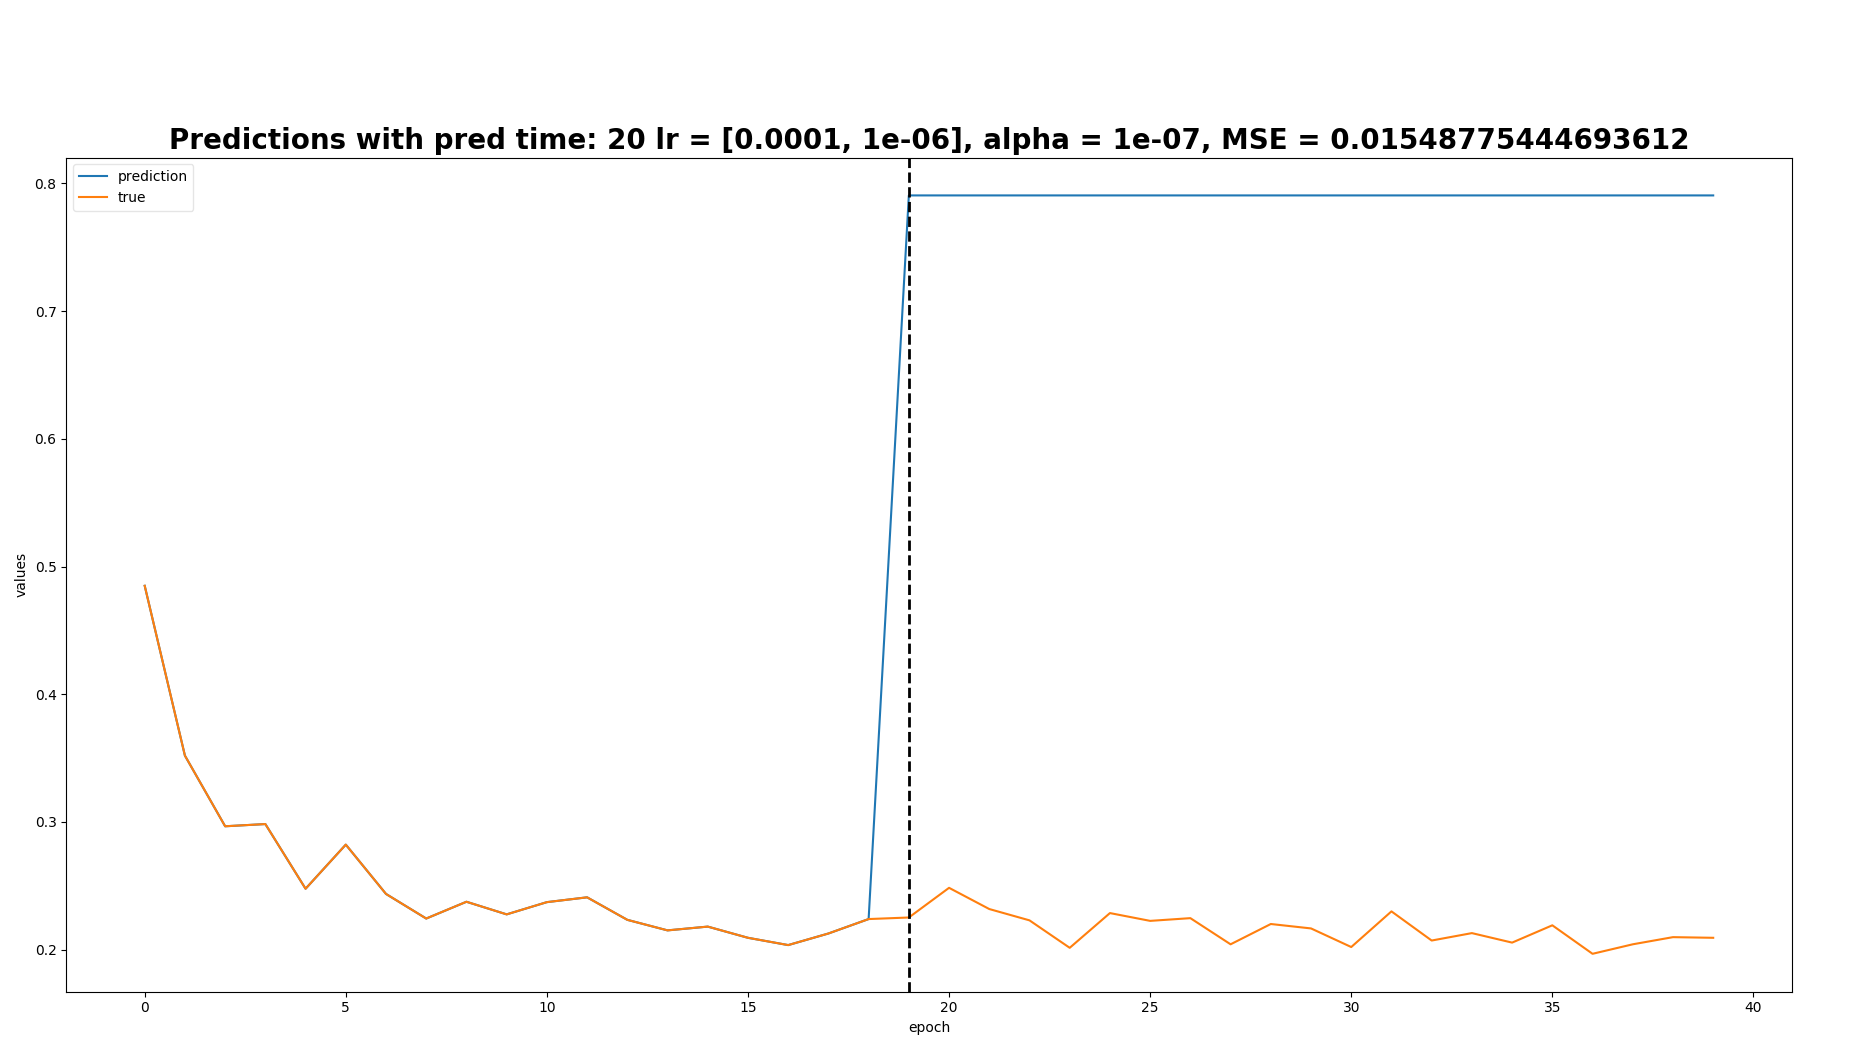 Predictions with pred time: 20 lr = [0.0001, 1e-06], alpha = 1e-07, MSE = 0.01548775444693612
prediction
true
0.8
0.7
0.6
0.5
0.4
0.3
0.2
values
0 5 10 15 20 25 30 35 40
epoch